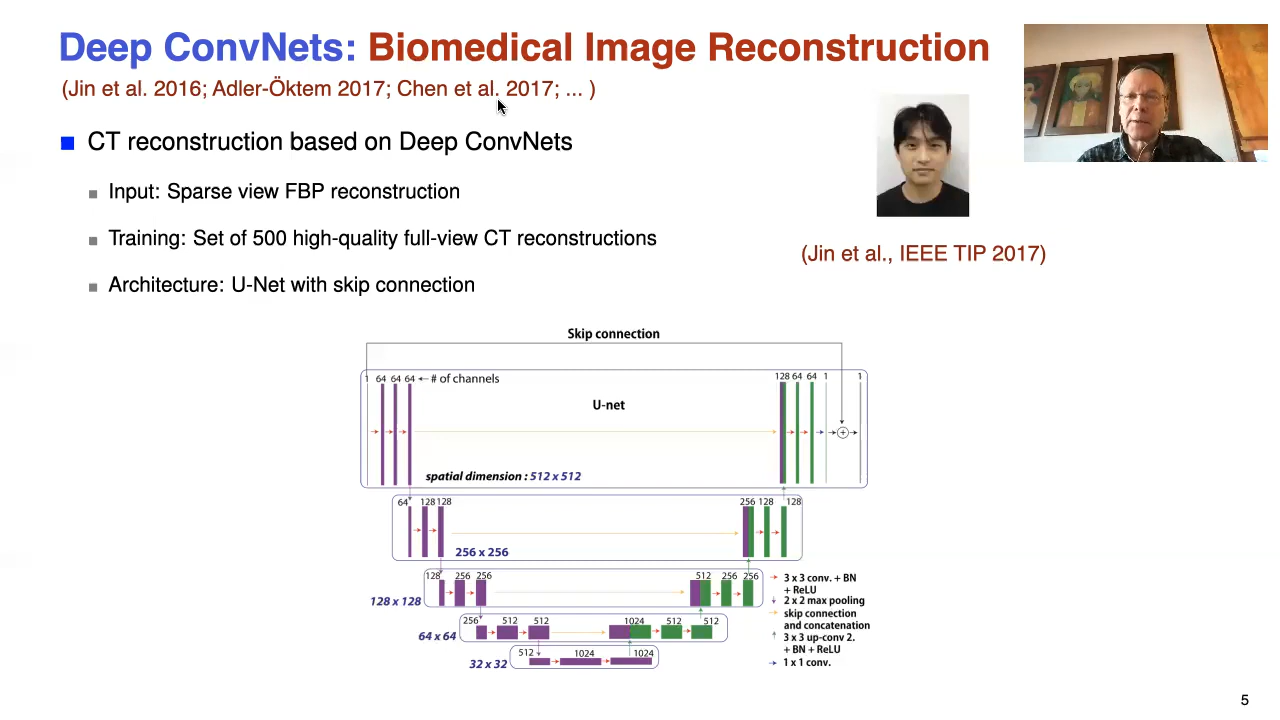 Deep ConvNets: Biomedical Image Reconstruction
(Jin et al. 2016; Adler-Öktem 2017; Chen et al. 2017; ... )
CT reconstruction based on Deep ConvNets
Input: Sparse view FBP reconstruction
Training: Set of 500 high-quality full-view CT reconstructions
(Jin et al., IEEE TIP 2017)
Architecture: U-Net with skip connection
Skip connection
1 64 64 64 ← # of channels 128 64 64 1 1
U-net
spatial dimension : 512 x 512
64 128 128 256 128 128
256 x 256
128 256 256 512 256 256
128 x 128
256 512 512 1024 512 512
64 x 64
512 1024 1024
32 x 32
3 x 3 conv. + BN
+ ReLU
2 x 2 max pooling
skip connection
and concatenation
3 x 3 up-conv 2.
+ BN + ReLU
1 x 1 conv.
5